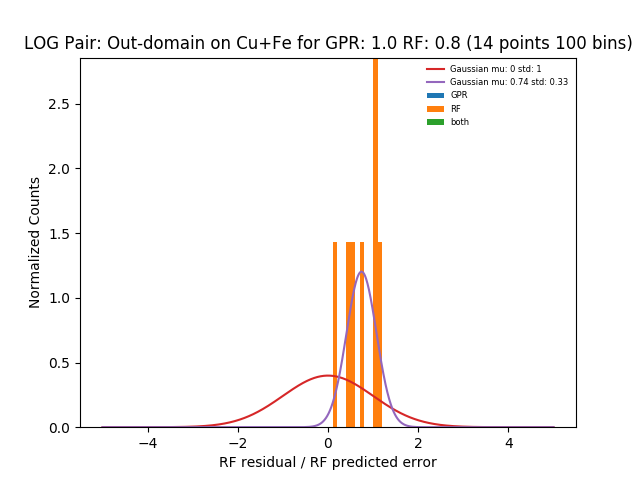 LOG Pair: Out-domain on Cu+Fe for GPR: 1.0 RF: 0.8 (14 points 100 bins)
Gaussian mu: 0 std: 1
Gaussian mu: 0.74 std: 0.33
GPR
RF
both
Normalized Counts
2.5
2.0
1.5
1.0
0.5
0.0
−4 −2 0 2 4
RF residual / RF predicted error